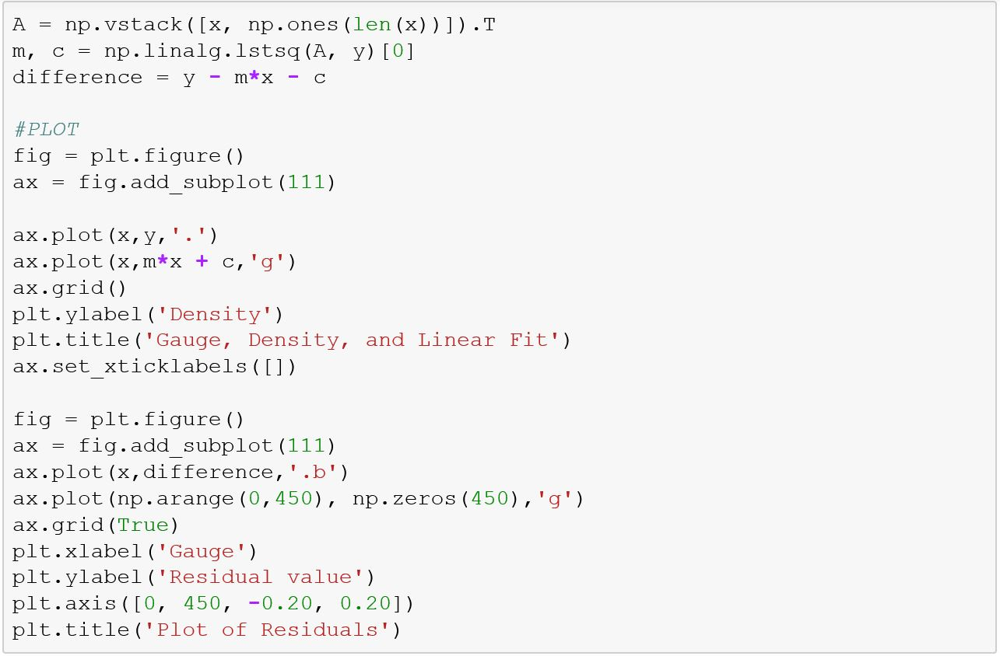 A = np.vstack([x, np.ones(len(x))]).T
m, c = np.linalg.lstsq(A, y)[0]
difference = y - m*x - c
#PLOT
fig = plt.figure()
ax = fig.add_subplot(111)
ax.plot(x,y,'.')
ax.plot(x,m*x + c,'g')
ax.grid()
plt.ylabel('Density')
plt.title('Gauge, Density, and Linear Fit')
ax.set_xticklabels([])
fig = plt.figure()
ax = fig.add_subplot(111)
ax.plot(x,difference,'.b')
ax.plot(np.arange(0,450), np.zeros(450),'g')
ax.grid(True)
plt.xlabel('Gauge')
plt.ylabel('Residual value')
plt.axis([0, 450, -0.20, 0.20])
plt.title('Plot of Residuals')